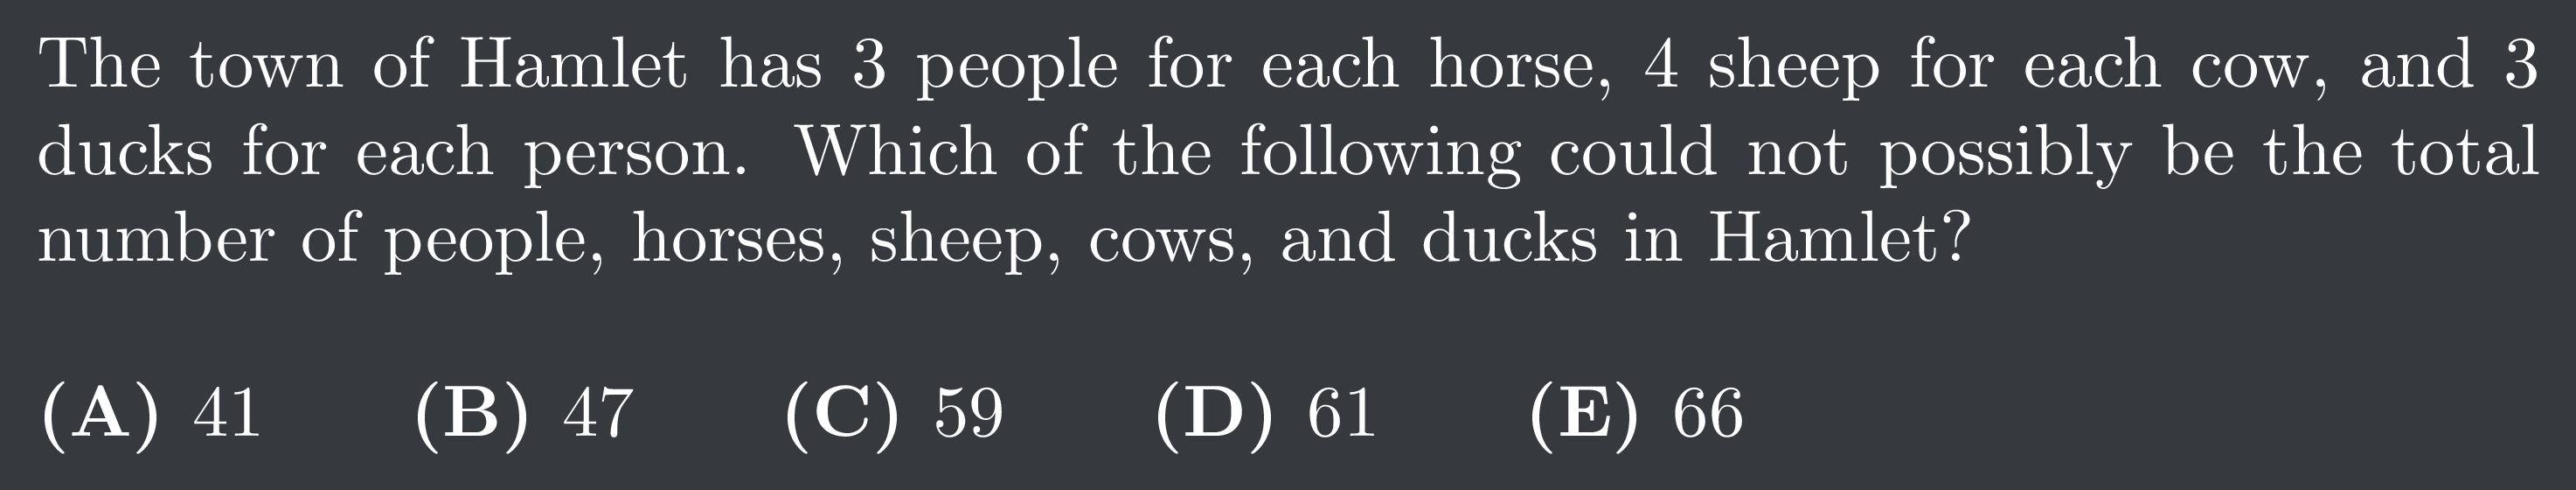 The town of Hamlet has 3 people for each horse, 4 sheep for each cow, and 3
ducks for each person. Which of the following could not possibly be the total
number of people, horses, sheep, cows, and ducks in Hamlet?
(A) 41 (B) 47 (C) 59 (D) 61 (E) 66